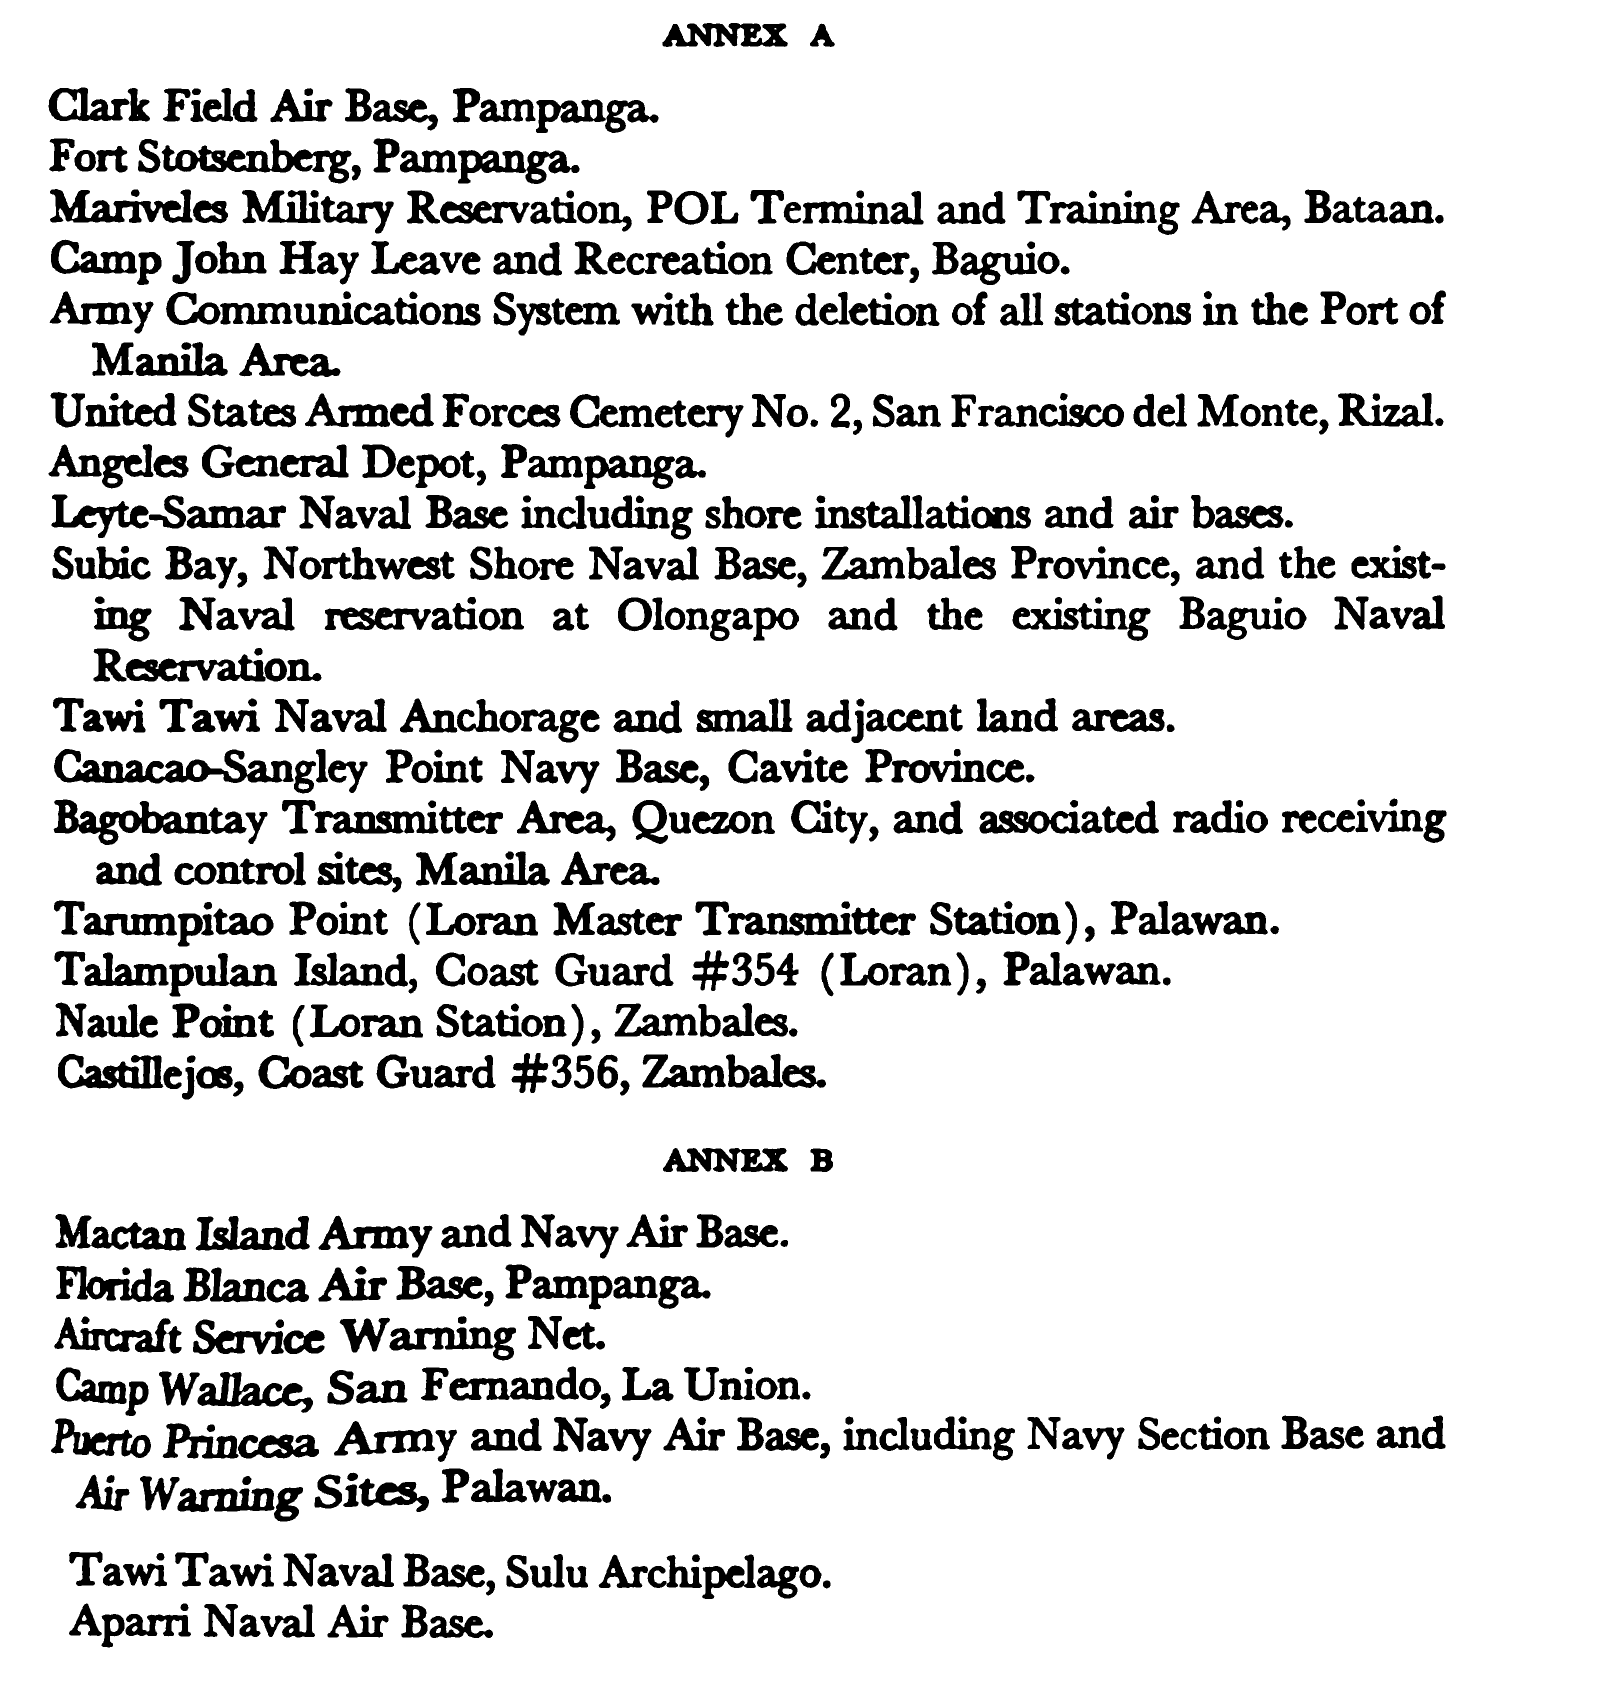 ANNEX A
Clark Field Air Base, Pampanga.
Fort Stotsenberg, Pampanga.
Mariveles Military Reservation, POL Terminal and Training Area, Bataan.
Camp John Hay Leave and Recreation Center, Baguio.
Army Communications System with the deletion of all stations in the Port of
Manila Area.
United States Armed Forces Cemetery No. 2, San Francisco del Monte, Rizal.
Angeles General Depot, Pampanga.
Leyte-Samar Naval Base including shore installations and air bases.
Subic Bay, Northwest Shore Naval Base, Zambales Province, and the exist-
ing Naval reservation at Olongapo and the existing Baguio Naval
Reservation.
Tawi Tawi Naval Anchorage and small adjacent land areas.
Canacao-Sangley Point Navy Base, Cavite Province.
Bagobantay Transmitter Area, Quezon City, and associated radio receiving
and control sites, Manila Area.
Tarumpitao Point (Loran Master Transmitter Station), Palawan.
Talampulan Island, Coast Guard #354 (Loran), Palawan.
Naule Point (Loran Station), Zambales.
Castillejos, Coast Guard #356, Zambales.
ANNEX B
Mactan Island Army and Navy Air Base.
Florida Blanca Air Base, Pampanga.
Aircraft Service Warning Net.
Camp Wallace, San Fernando, La Union.
Puerto Princesa Army and Navy Air Base, including Navy Section Base and
Air Warning Sites, Palawan.
Tawi Tawi Naval Base, Sulu Archipelago.
Aparri Naval Air Base.